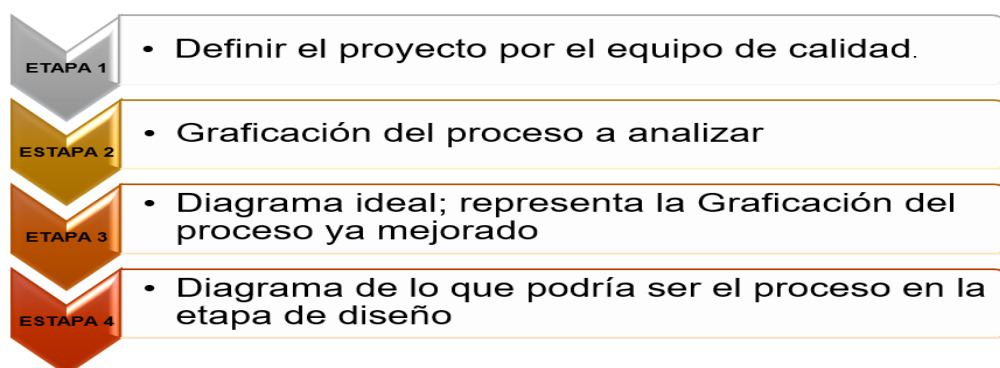 ETAPA 1
• Definir el proyecto por el equipo de calidad.
ESTAPA 2
• Graficación del proceso a analizar
ETAPA 3
• Diagrama ideal; representa la Graficación del
proceso ya mejorado
ESTAPA 4
• Diagrama de lo que podría ser el proceso en la
etapa de diseño